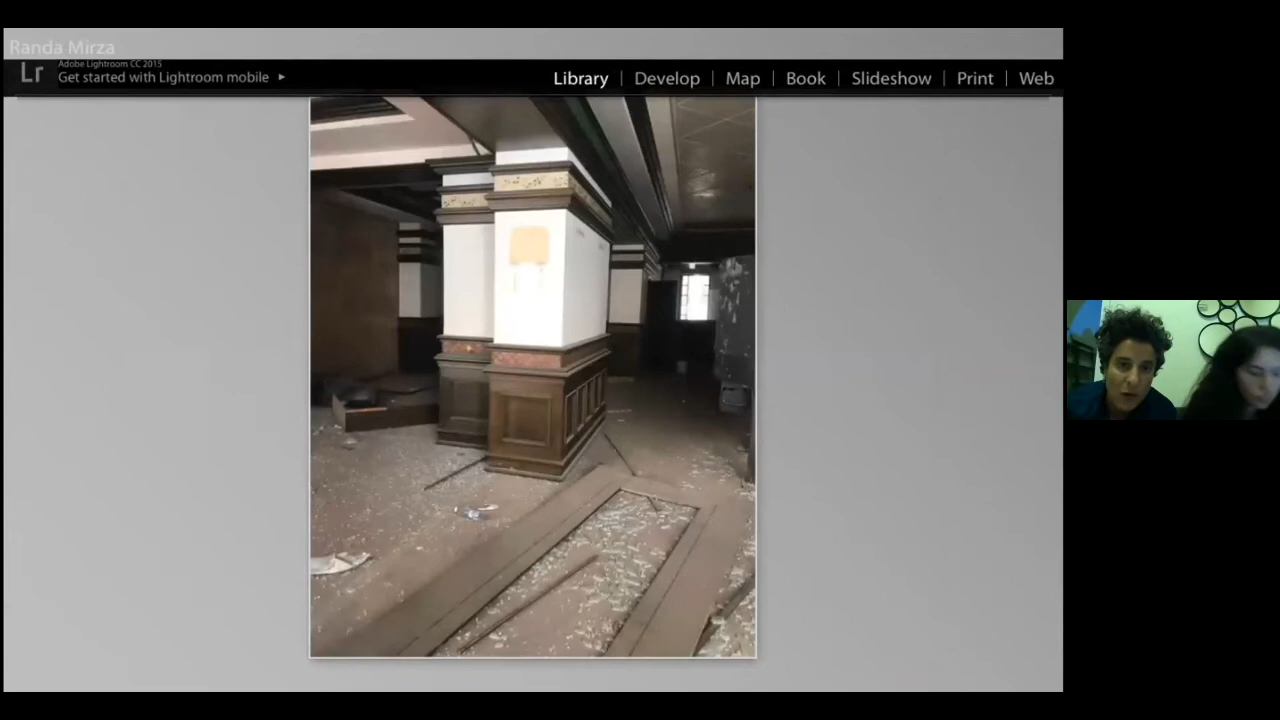 Randa Mirza
Lr
Adobe Lightroom CC 2015
Get started with Lightroom mobile ▸
Library | Develop | Map | Book | Slideshow | Print | Web